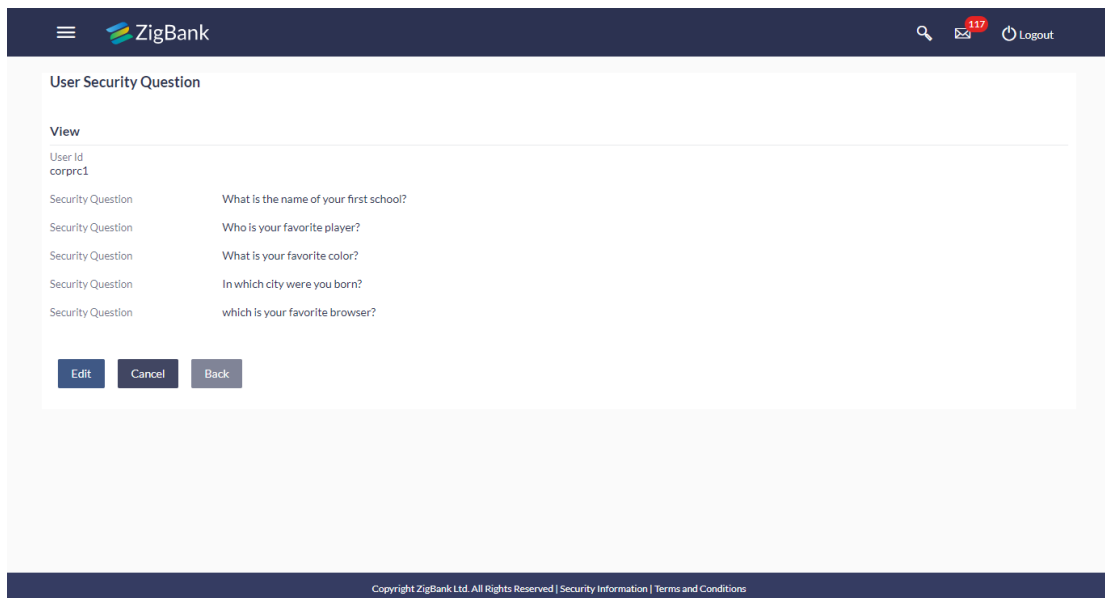 ZigBank
117
Logout
User Security Question
View
User Id
corprc1
Security Question What is the name of your first school?
Security Question Who is your favorite player?
Security Question What is your favorite color?
Security Question In which city were you born?
Security Question which is your favorite browser?
Edit Cancel Back
Copyright ZigBank Ltd. All Rights Reserved | Security Information | Terms and Conditions